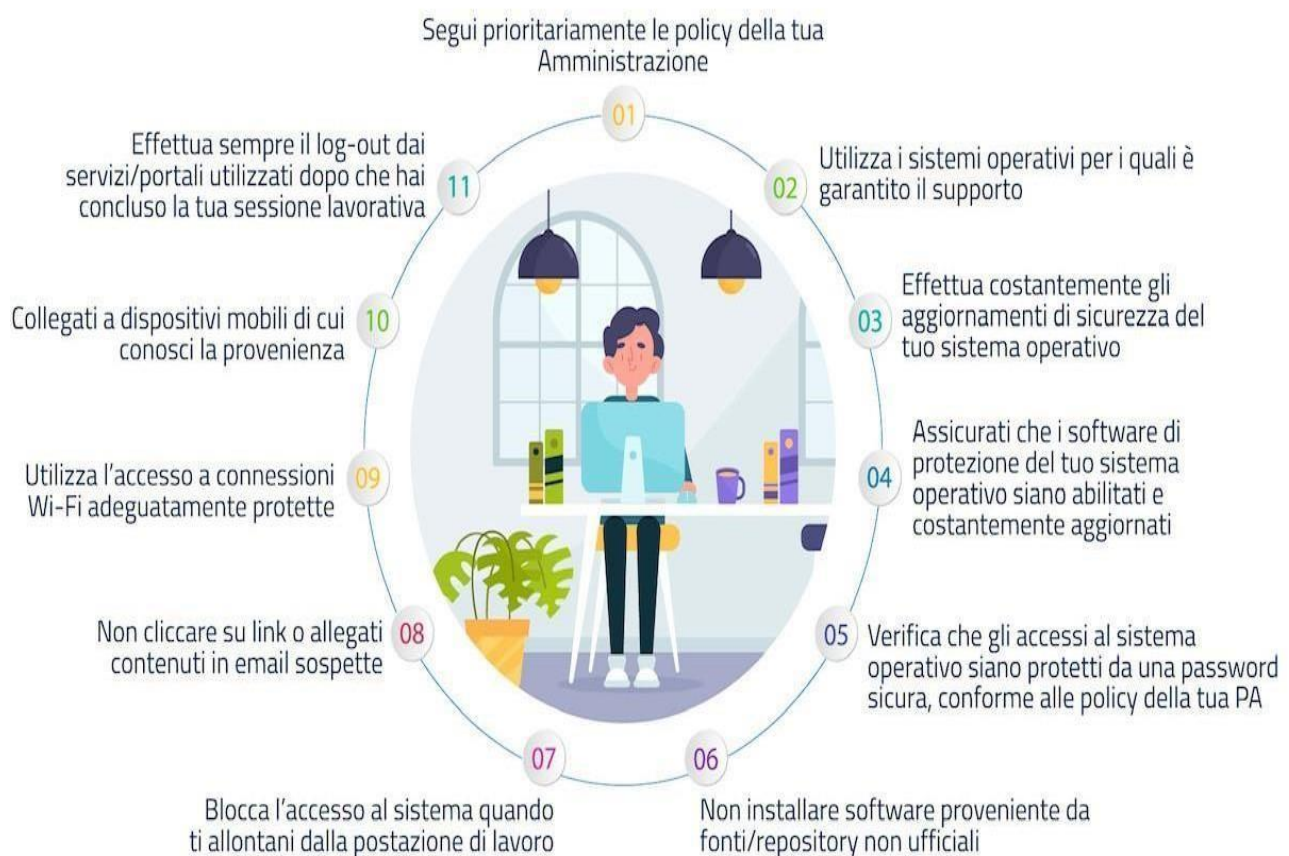 Segui prioritariamente le policy della tua
Amministrazione
01
Utilizza i sistemi operativi per i quali è
garantito il supporto
02
Effettua costantemente gli
aggiornamenti di sicurezza del
tuo sistema operativo
03
Assicurati che i software di
protezione del tuo sistema
operativo siano abilitati e
costantemente aggiornati
04
Verifica che gli accessi al sistema
operativo siano protetti da una password
sicura, conforme alle policy della tua PA
05
Non installare software proveniente da
fonti/repository non ufficiali
06
Blocca l'accesso al sistema quando
ti allontani dalla postazione di lavoro
07
Non cliccare su link o allegati
contenuti in email sospette
08
Utilizza l'accesso a connessioni
Wi-Fi adeguatamente protette
09
Collegati a dispositivi mobili di cui
conosci la provenienza
10
Effettua sempre il log-out dai
servizi/portali utilizzati dopo che hai
concluso la tua sessione lavorativa
11